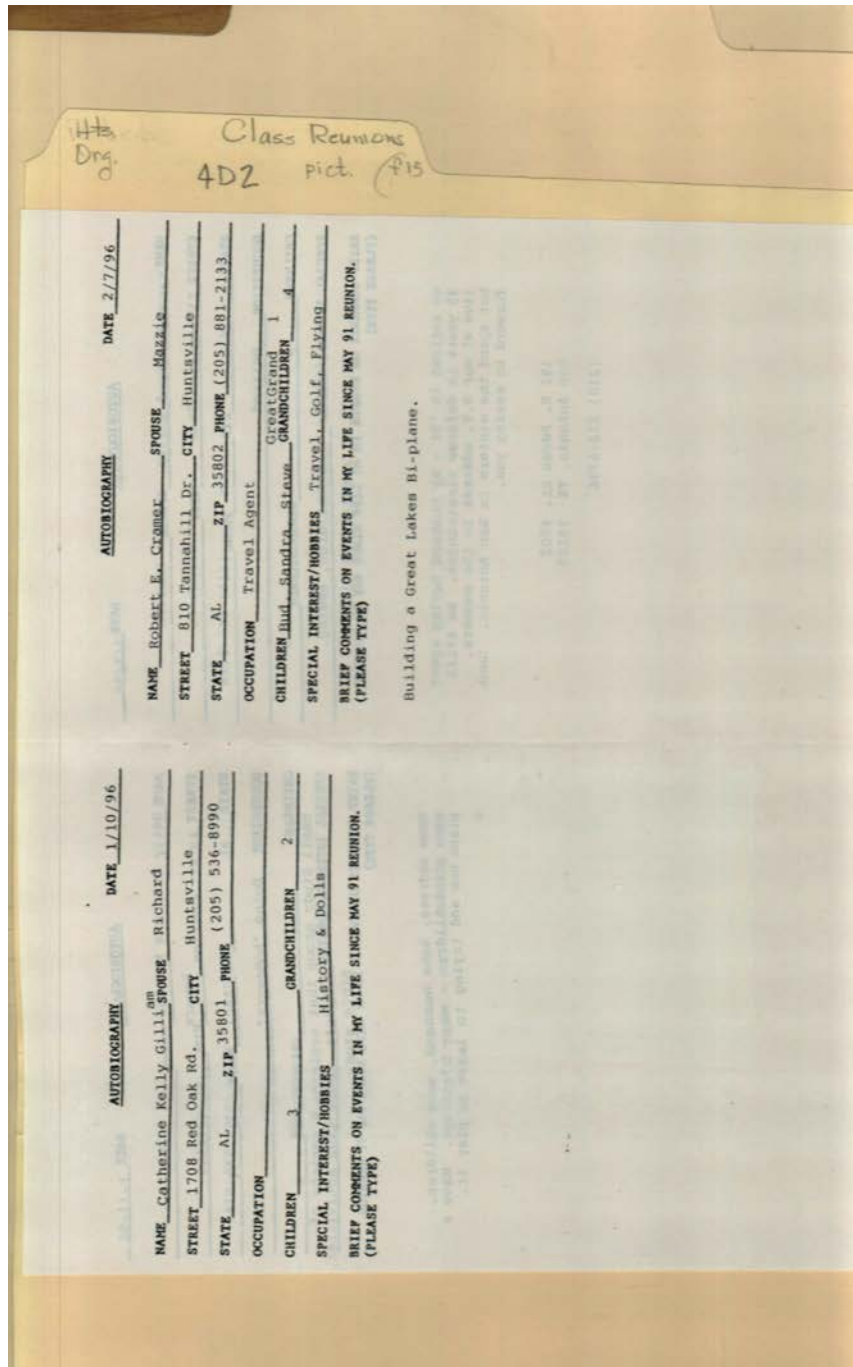 Hts. Class Reunions
Org. 4D2 pict. f15
AUTOBIOGRAPHY DATE 1/10/96
NAME Catherine Kelly Gilliam SPOUSE Richard
STREET 1708 Red Oak Rd. CITY Huntsville
STATE AL ZIP 35801 PHONE (205) 536-8990
OCCUPATION
CHILDREN 3 GRANDCHILDREN 2
SPECIAL INTEREST/HOBBIES History & Dolls
BRIEF COMMENTS ON EVENTS IN MY LIFE SINCE MAY 91 REUNION.
(PLEASE TYPE)
AUTOBIOGRAPHY DATE 2/7/96
NAME Robert E. Cramer SPOUSE Mazzie
STREET 810 Tannahill Dr. CITY Huntsville
STATE AL ZIP 35802 PHONE (205) 881-2133
OCCUPATION Travel Agent
GreatGrand 1
CHILDREN Bud, Sandra, Steve GRANDCHILDREN 4
SPECIAL INTEREST/HOBBIES Travel, Golf, Flying
BRIEF COMMENTS ON EVENTS IN MY LIFE SINCE MAY 91 REUNION.
(PLEASE TYPE)
Building a Great Lakes Bi-plane.